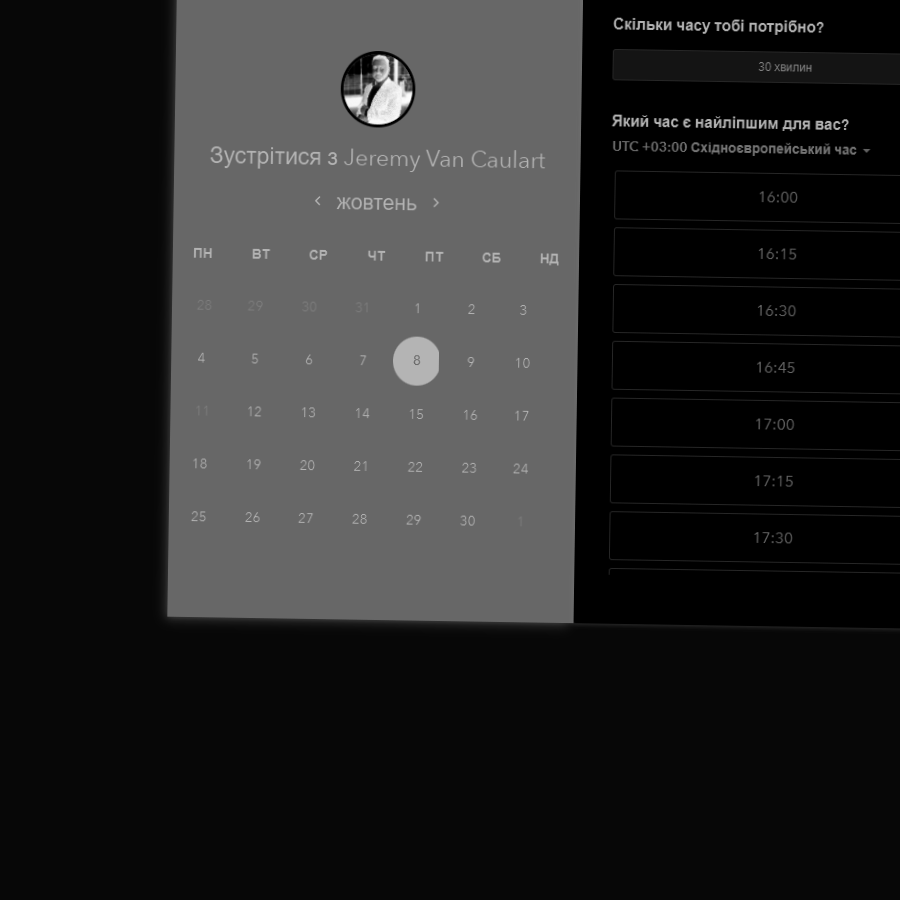 Зустрітися з Jeremy Van Caulart
жовтень
ПН ВТ СР ЧТ ПТ СБ НД
28 29 30 31 1 2 3
4 5 6 7 8 9 10
11 12 13 14 15 16 17
18 19 20 21 22 23 24
25 26 27 28 29 30 1
Скільки часу тобі потрібно?
30 хвилин
Який час є найліпшим для вас?
UTC +03:00 Східноєвропейський час
16:00
16:15
16:30
16:45
17:00
17:15
17:30